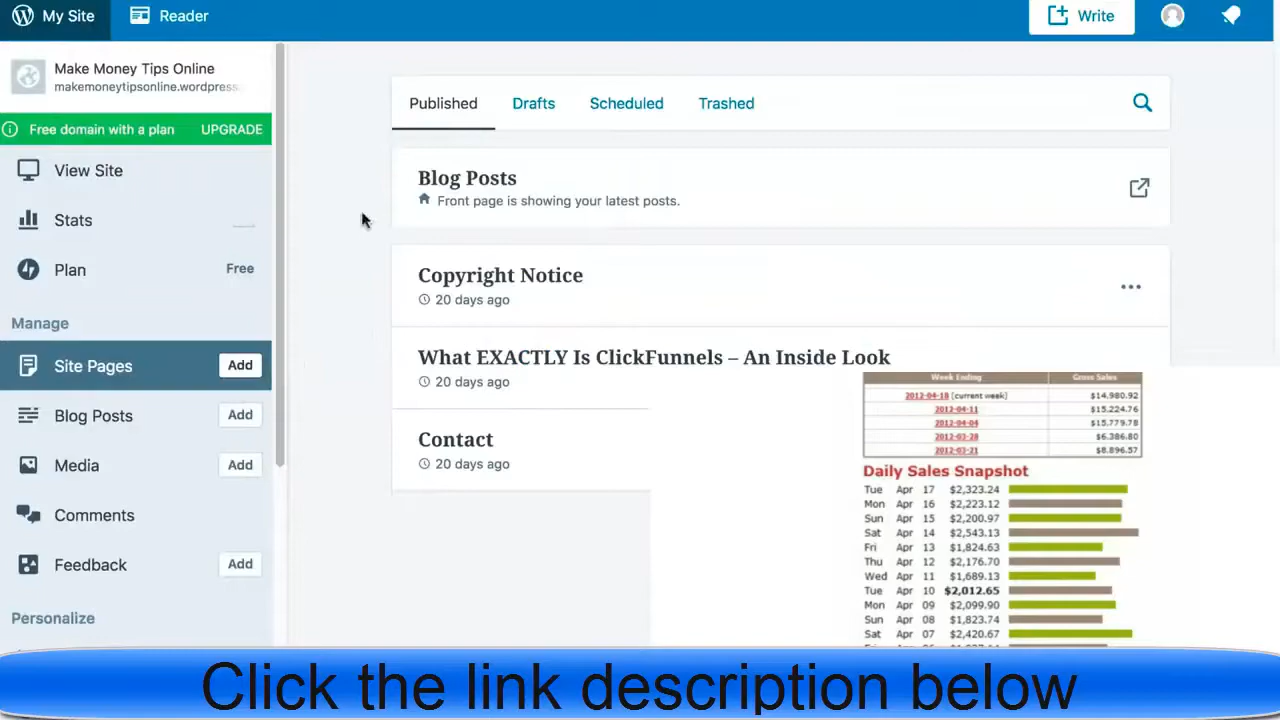 My Site
Reader
Write
Make Money Tips Online
makemoneytipsonline.wordpress
Free domain with a plan UPGRADE
Published Drafts Scheduled Trashed
View Site
Blog Posts
Front page is showing your latest posts.
Stats
Plan Free
Copyright Notice
20 days ago
Manage
Site Pages Add
What EXACTLY Is ClickFunnels – An Inside Look
20 days ago
Blog Posts Add
Contact
20 days ago
Media Add
Comments
Feedback Add
Personalize
Week Ending Gross Sales
2012-04-18 (current week) $14,980.92
2012-04-11 $15,224.76
2012-04-04 $15,779.78
2012-03-28 $6,386.80
2012-03-21 $8,896.57
Daily Sales Snapshot
Tue Apr 17 $2,323.24
Mon Apr 16 $2,223.12
Sun Apr 15 $2,200.97
Sat Apr 14 $2,543.13
Fri Apr 13 $1,824.63
Thu Apr 12 $2,176.70
Wed Apr 11 $1,689.13
Tue Apr 10 $2,012.65
Mon Apr 09 $2,099.90
Sun Apr 08 $1,823.74
Sat Apr 07 $2,420.67
Click the link description below